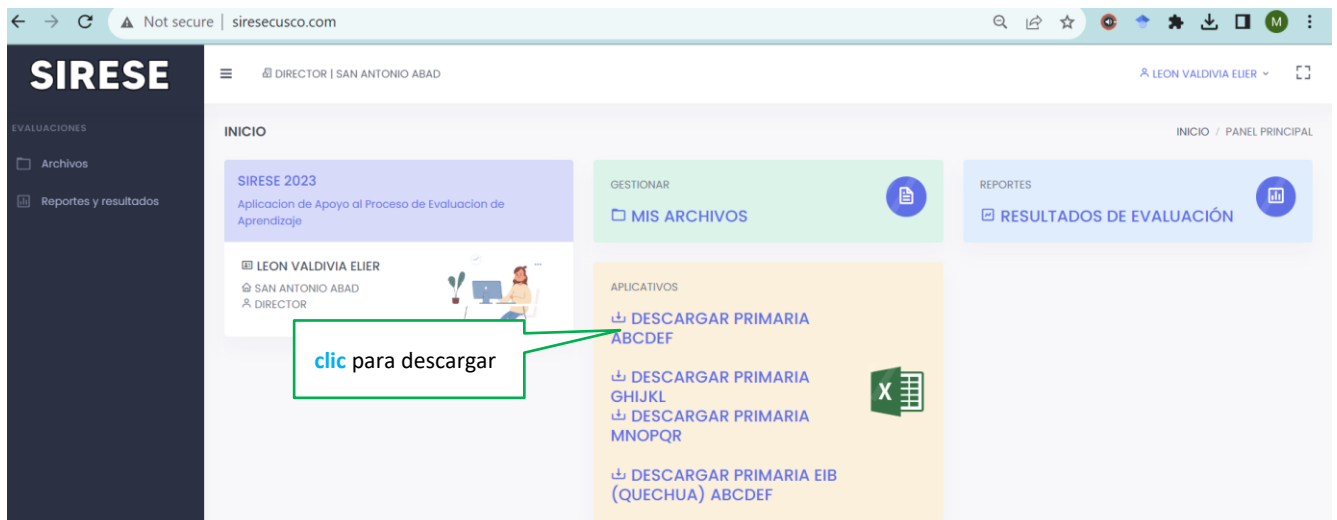 Not secure | siresecusco.com
M
SIRESE
DIRECTOR | SAN ANTONIO ABAD
LEON VALDIVIA ELIER
EVALUACIONES
Archivos
Reportes y resultados
INICIO
INICIO / PANEL PRINCIPAL
SIRESE 2023
Aplicacion de Apoyo al Proceso de Evaluacion de
Aprendizaje
LEON VALDIVIA ELIER
SAN ANTONIO ABAD
DIRECTOR
clic para descargar
GESTIONAR
MIS ARCHIVOS
REPORTES
RESULTADOS DE EVALUACIÓN
APLICATIVOS
DESCARGAR PRIMARIA
ABCDEF
DESCARGAR PRIMARIA
GHIJKL
DESCARGAR PRIMARIA
MNOPQR
DESCARGAR PRIMARIA EIB
(QUECHUA) ABCDEF
X